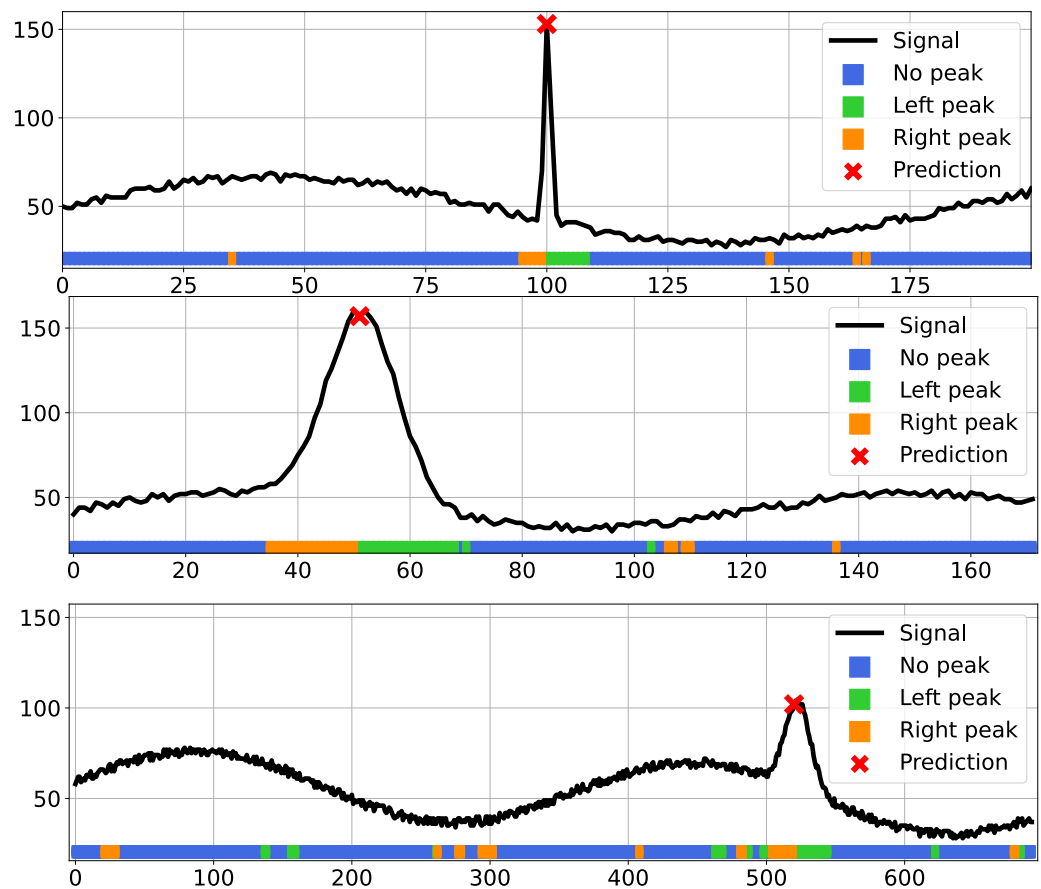 150
100
50
Signal
No peak
Left peak
Right peak
Prediction
0 25 50 75 100 125 150 175
150
100
50
Signal
No peak
Left peak
Right peak
Prediction
0 20 40 60 80 100 120 140 160
150
100
50
Signal
No peak
Left peak
Right peak
Prediction
0 100 200 300 400 500 600